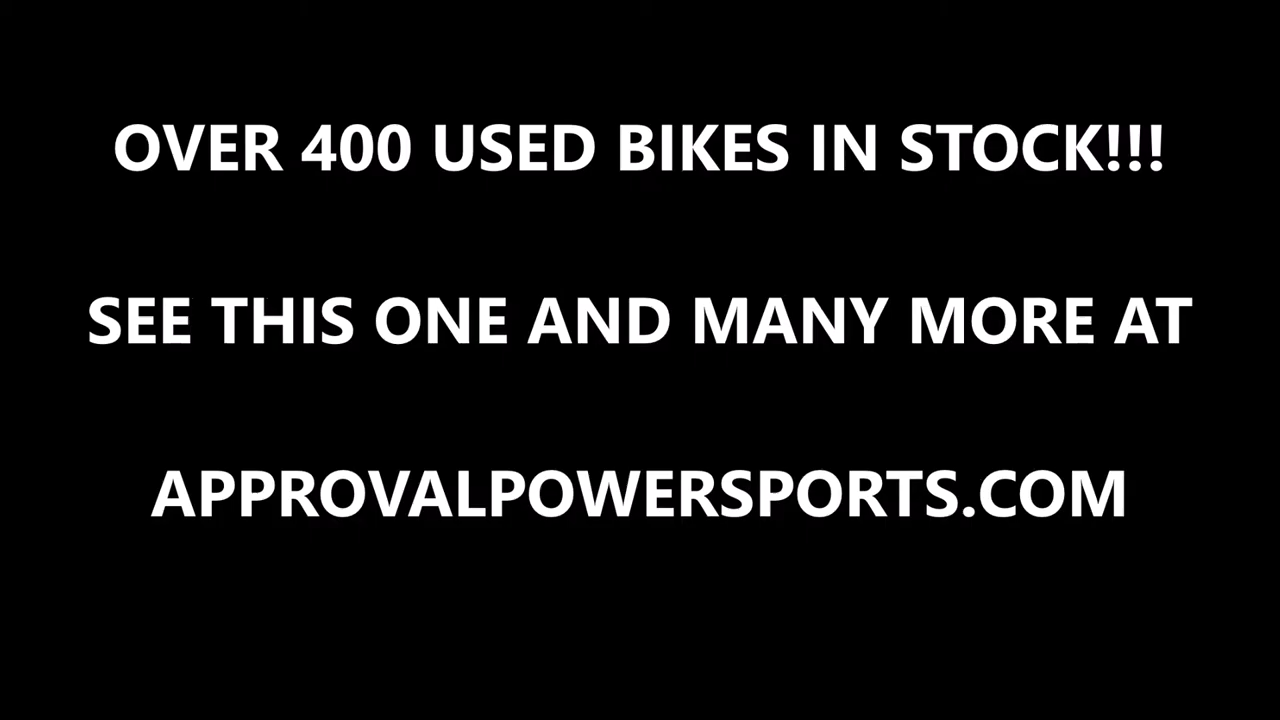 OVER 400 USED BIKES IN STOCK!!!
SEE THIS ONE AND MANY MORE AT
APPROVALPOWERSPORTS.COM